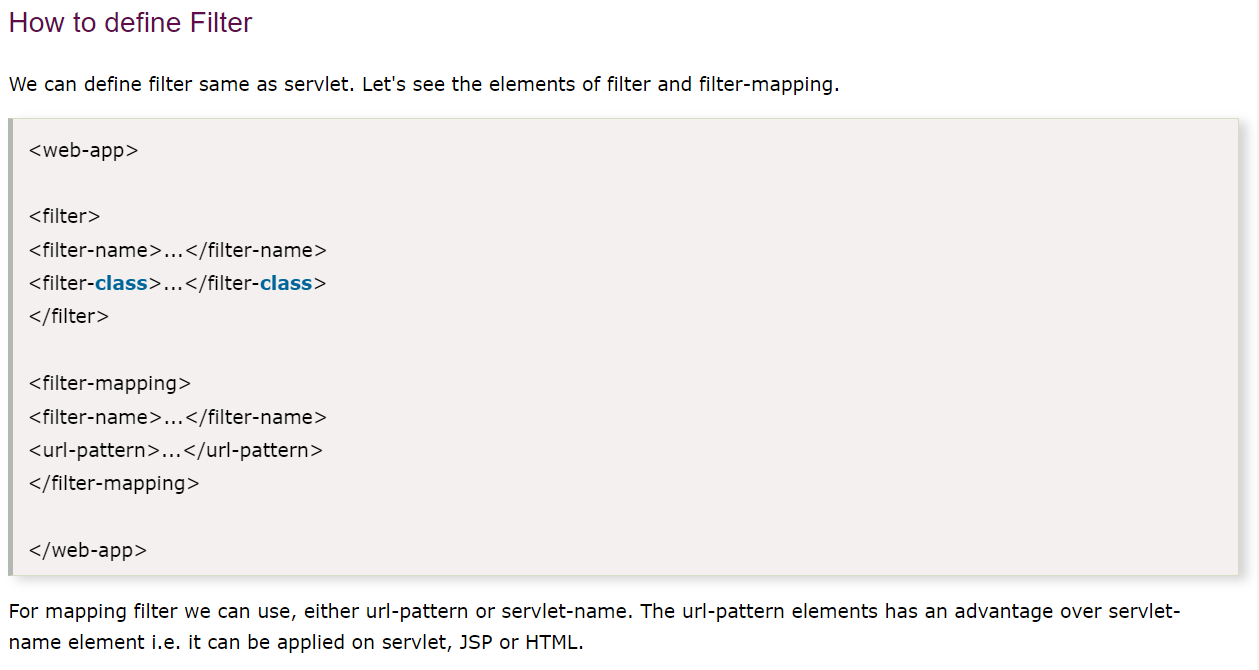 How to define Filter
We can define filter same as servlet. Let's see the elements of filter and filter-mapping.
<web-app>
<filter>
<filter-name>...</filter-name>
<filter-class>...</filter-class>
</filter>
<filter-mapping>
<filter-name>...</filter-name>
<url-pattern>...</url-pattern>
</filter-mapping>
</web-app>
For mapping filter we can use, either url-pattern or servlet-name. The url-pattern elements has an advantage over servlet-
name element i.e. it can be applied on servlet, JSP or HTML.